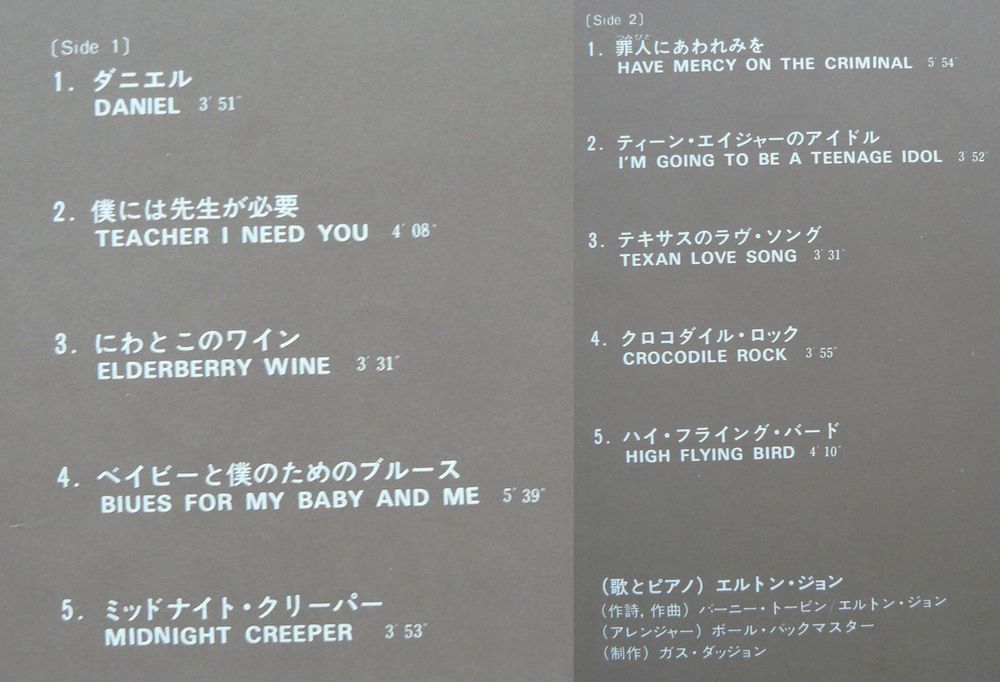 [Side 1]
1. ダニエル
DANIEL 3′51″
2. 僕には先生が必要
TEACHER I NEED YOU 4′08″
3. にわとこのワイン
ELDERBERRY WINE 3′31″
4. ベイビーと僕のためのブルース
BIUES FOR MY BABY AND ME 5′39″
5. ミッドナイト・クリーパー
MIDNIGHT CREEPER 3′53″
[Side 2]
つみびと
1. 罪人にあわれみを
HAVE MERCY ON THE CRIMINAL 5′54″
2. ティーン・エイジャーのアイドル
I'M GOING TO BE A TEENAGE IDOL 3′52″
3. テキサスのラヴ・ソング
TEXAN LOVE SONG 3′31″
4. クロコダイル・ロック
CROCODILE ROCK 3′55″
5. ハイ・フライング・バード
HIGH FLYING BIRD 4′10″
(歌とピアノ) エルトン・ジョン
(作詩,作曲) バーニー・トーピン/エルトン・ジョン
(アレンジャー) ポール・バックマスター
(制作) ガス・ダッジョン